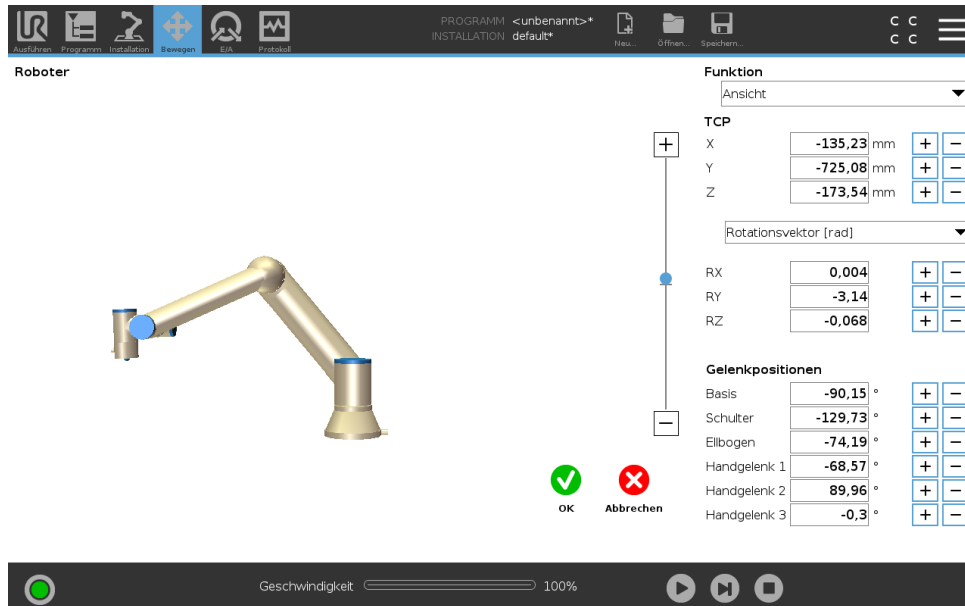 PROGRAMM <unbenannt>*
INSTALLATION default*
C C
C C
Ausführen Programm Installation Bewegen E/A Protokoll Neu... Öffnen... Speichern...
Roboter
Funktion
Ansicht
TCP
X -135,23 mm + −
Y -725,08 mm + −
Z -173,54 mm + −
Rotationsvektor [rad]
RX 0,004 + −
RY -3,14 + −
RZ -0,068 + −
Gelenkpositionen
Basis -90,15 ° + −
Schulter -129,73 ° + −
Ellbogen -74,19 ° + −
Handgelenk 1 -68,57 ° + −
Handgelenk 2 89,96 ° + −
Handgelenk 3 -0,3 ° + −
OK Abbrechen
Geschwindigkeit 100%